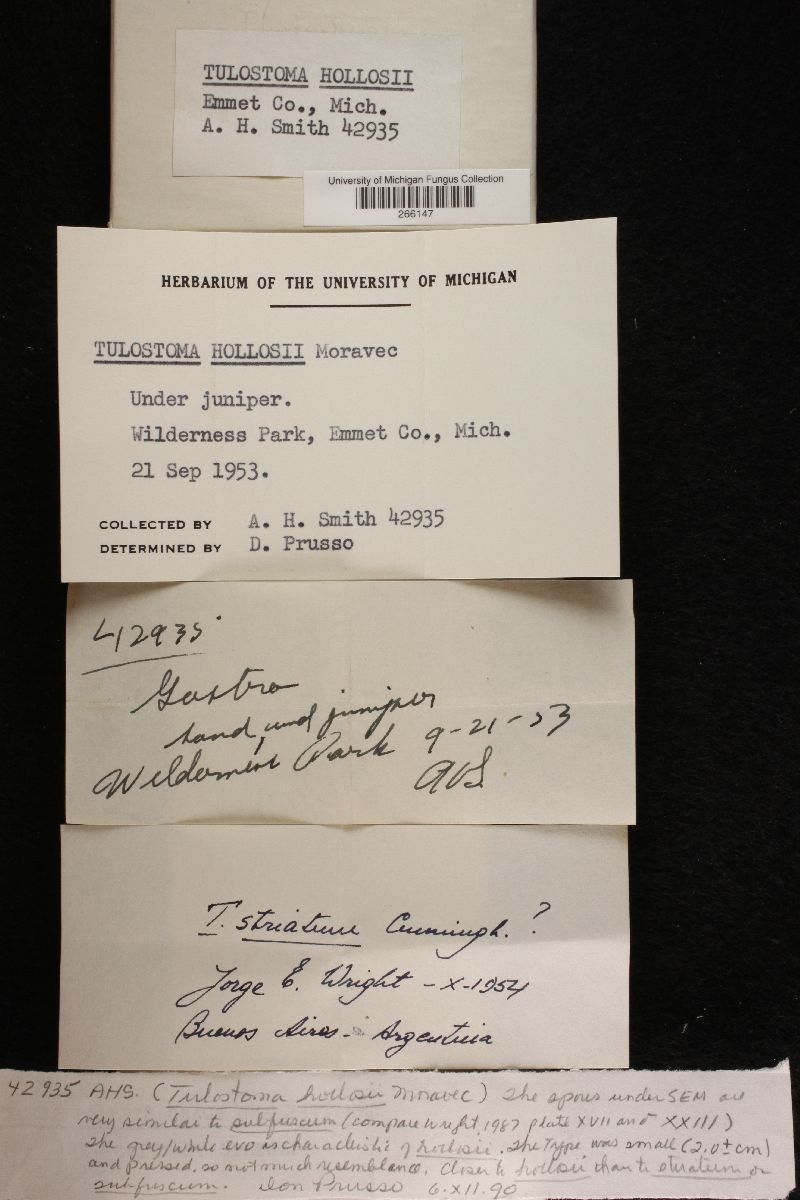 TULOSTOMA HOLLOSII
Emmet Co., Mich.
A. H. Smith 42935
University of Michigan Fungus Collection
266147
HERBARIUM OF THE UNIVERSITY OF MICHIGAN
TULOSTOMA HOLLOSII Moravec
Under juniper.
Wilderness Park, Emmet Co., Mich.
21 Sep 1953.
COLLECTED BY A. H. Smith 42935
DETERMINED BY D. Prusso
42935
Gastro
sand, und juniper
Wilderness Park 9-21-53
AHS
T. striatum Cunningh. ?
Jorge E. Wright - X-1954
Buenos Aires - Argentina
42935 AHS. (Tulostoma hollosii Moravec) The spores under SEM are
very similar to subfuscum (compare Wright, 1987 plate XVII and XXIII)
The grey/white exo is characteristic of hollosii. The Type was small (2.0± cm)
and pressed, so not much resemblance. Closer to hollosii than to striatum or
subfuscum. Don Prusso 6.XII.90